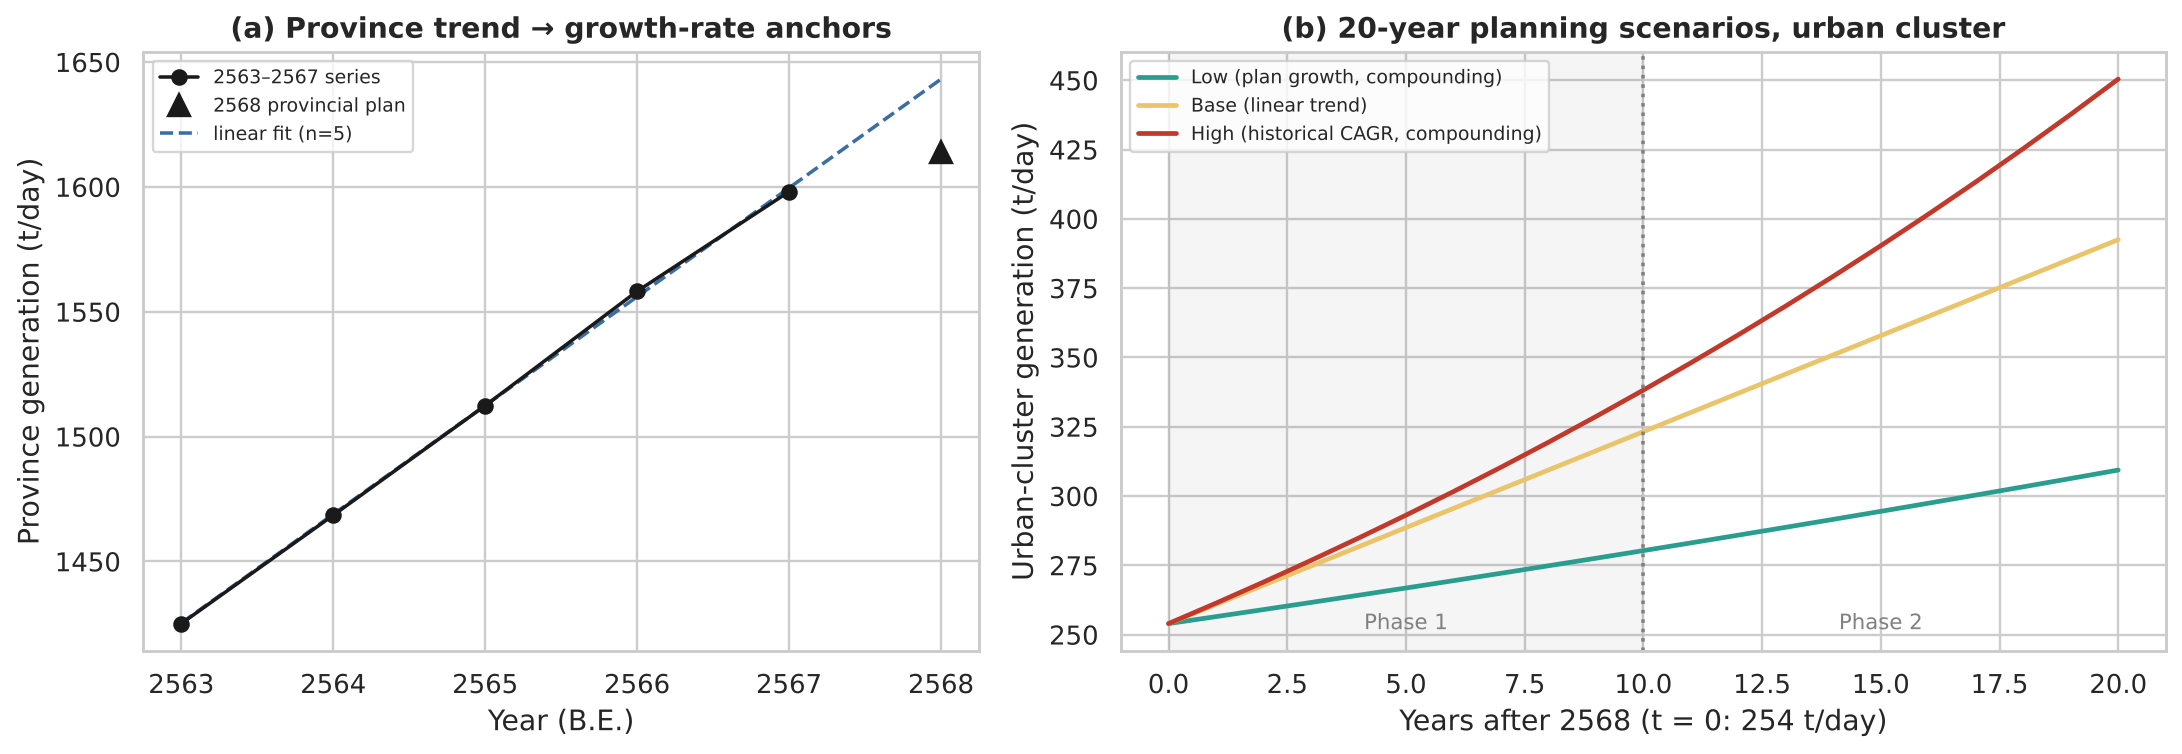 (a) Province trend → growth-rate anchors
2563–2567 series
2568 provincial plan
linear fit (n=5)
Province generation (t/day)
1650
1600
1550
1500
1450
2563 2564 2565 2566 2567 2568
Year (B.E.)
(b) 20-year planning scenarios, urban cluster
Low (plan growth, compounding)
Base (linear trend)
High (historical CAGR, compounding)
Urban-cluster generation (t/day)
450
425
400
375
350
325
300
275
250
Phase 1
Phase 2
0.0 2.5 5.0 7.5 10.0 12.5 15.0 17.5 20.0
Years after 2568 (t = 0: 254 t/day)